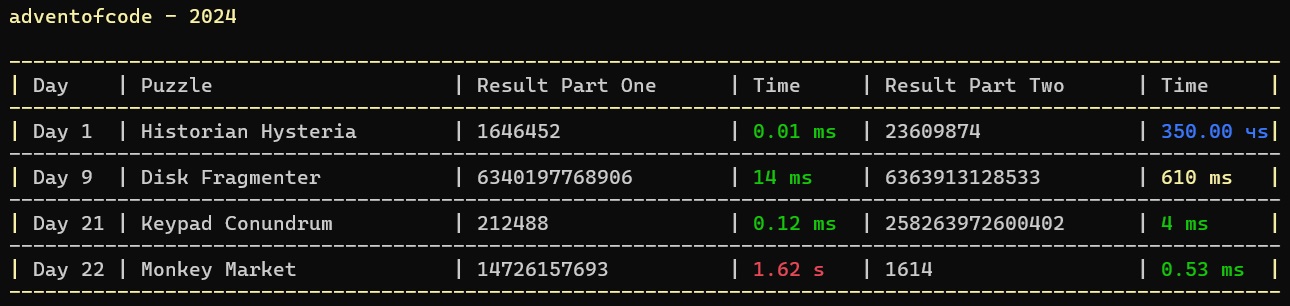 adventofcode - 2024
| Day | Puzzle | Result Part One | Time | Result Part Two | Time |
| Day 1 | Historian Hysteria | 1646452 | 0.01 ms | 23609874 | 350.00 чs|
| Day 9 | Disk Fragmenter | 6340197768906 | 14 ms | 6363913128533 | 610 ms |
| Day 21 | Keypad Conundrum | 212488 | 0.12 ms | 258263972600402 | 4 ms |
| Day 22 | Monkey Market | 14726157693 | 1.62 s | 1614 | 0.53 ms |